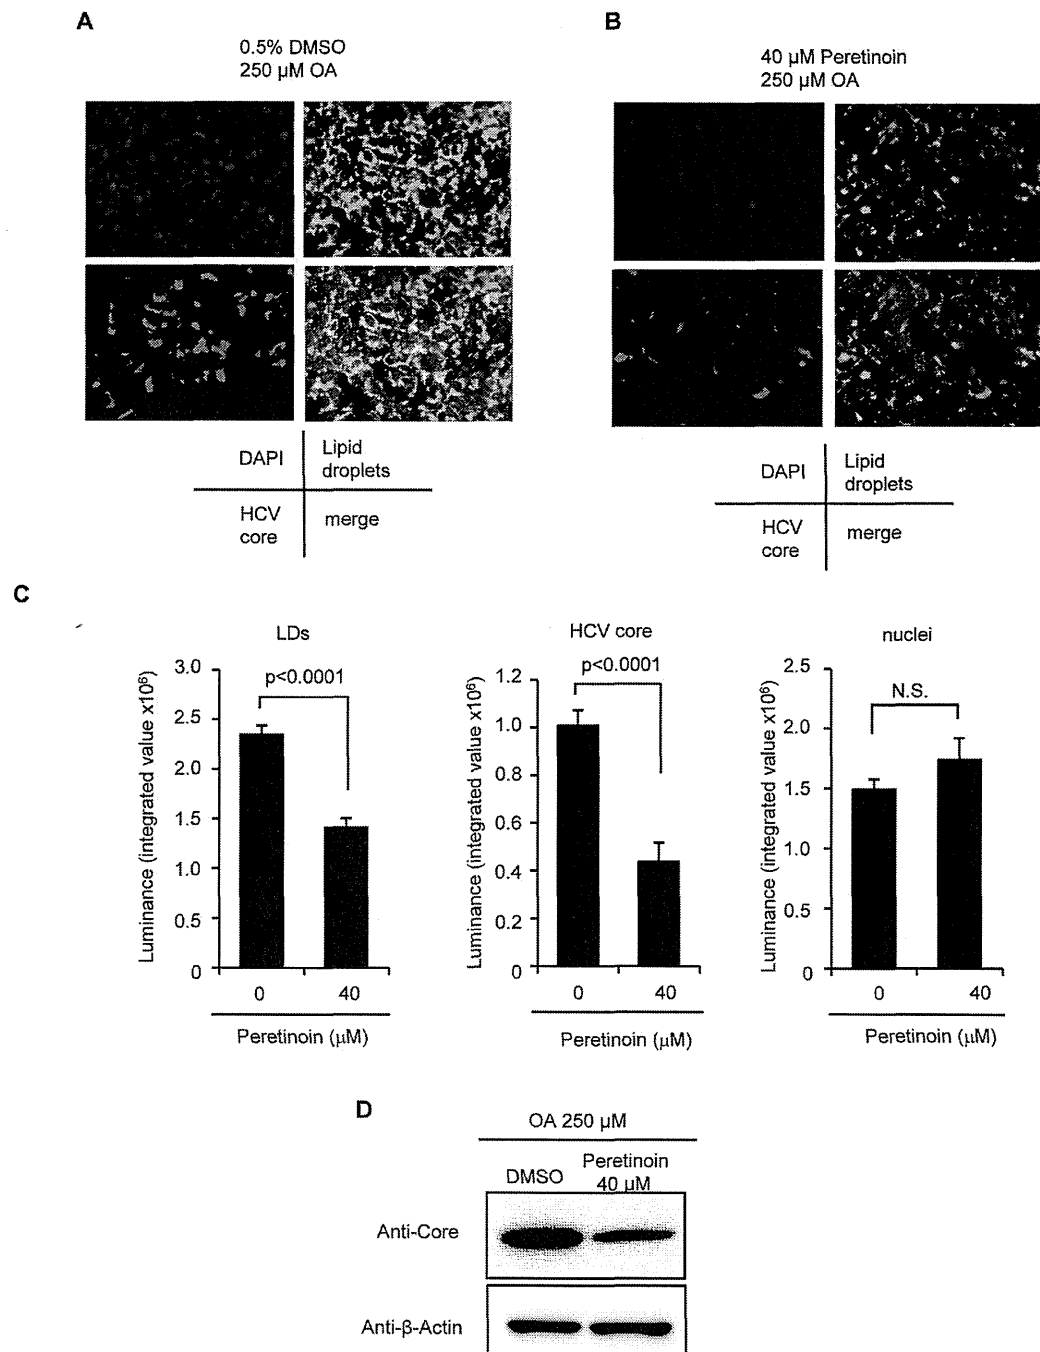 A
0.5% DMSO
250 µM OA
B
40 µM Peretinoin
250 µM OA
DAPI
Lipid
droplets
HCV
core
merge
DAPI
Lipid
droplets
HCV
core
merge
C
LDs
p<0.0001
Luminance (integrated value x10⁶)
3.0
2.5
2.0
1.5
1.0
0.5
0
0 40
Peretinoin (µM)
HCV core
p<0.0001
Luminance (integrated value x10⁶)
1.2
1.0
0.8
0.6
0.4
0.2
0
0 40
Peretinoin (µM)
nuclei
N.S.
Luminance (integrated value x10⁶)
2.5
2.0
1.5
1.0
0.5
0
0 40
Peretinoin (µM)
D
OA 250 µM
DMSO
Peretinoin
40 µM
Anti-Core
Anti-β-Actin